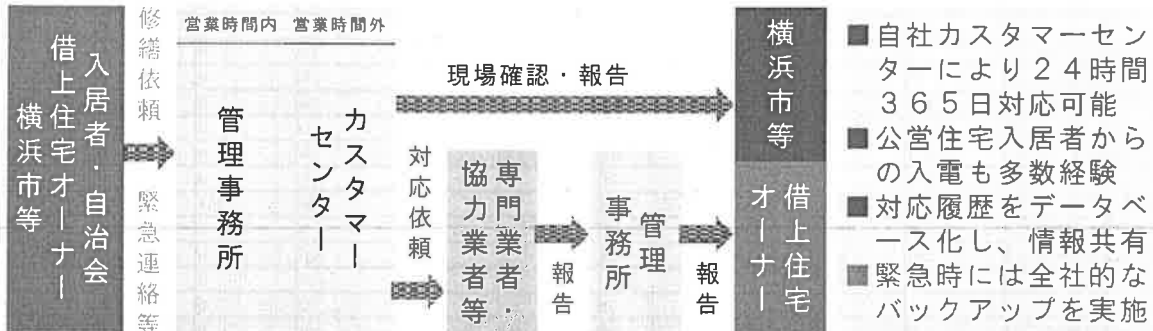 入居者・自治会
借上住宅オーナー
横浜市等
修繕依頼
緊急連絡等
営業時間内
営業時間外
管理事務所
カスタマー
センター
現場確認・報告
対応依頼
専門業者・
協力業者等
報告
管理
事務所
報告
横浜市等
借上住宅
オーナー
■自社カスタマーセン
ターにより24時間
365日対応可能
■公営住宅入居者から
の入電も多数経験
■対応履歴をデータベ
ース化し、情報共有
■緊急時には全社的な
バックアップを実施